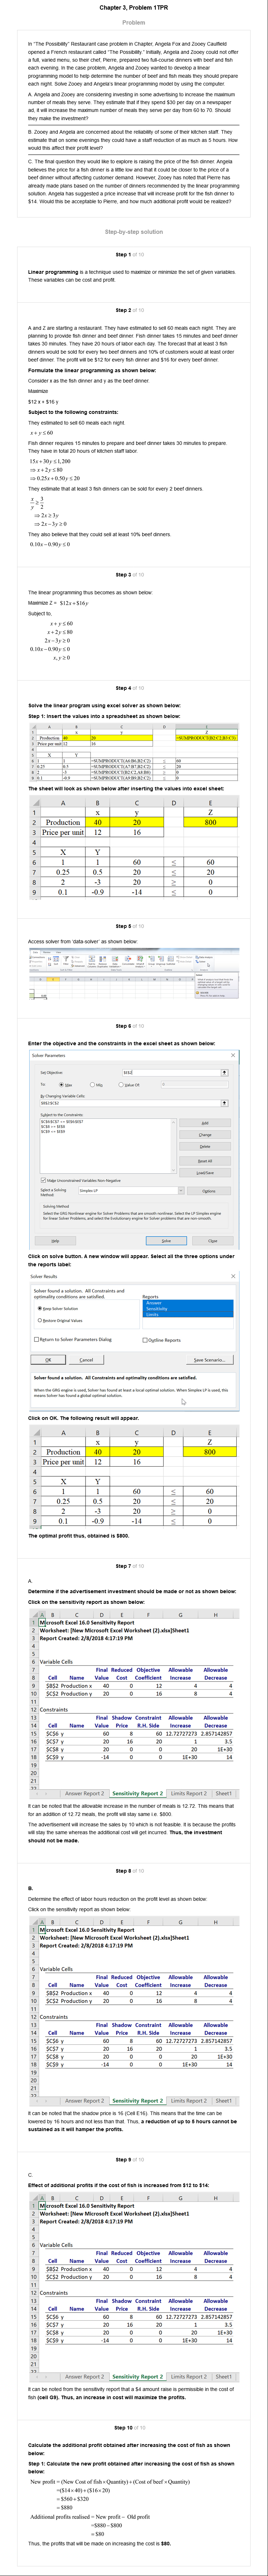 Chapter 3, Problem 1TPR
Problem
In "The Possibility" Restaurant case problem in Chapter, Angela Fox and Zooey Caulfield
opened a French restaurant called "The Possibility." Initially, Angela and Zooey could not offer
a full, varied menu, so their chef, Pierre, prepared two full-course dinners with beef and fish
each evening. In the case problem, Angela and Zooey wanted to develop a linear
programming model to help determine the number of beef and fish meals they should prepare
each night. Solve Zooey and Angela's linear programming model by using the computer.
A. Angela and Zooey are considering investing in some advertising to increase the maximum
number of meals they serve. They estimate that if they spend $30 per day on a newspaper
ad, it will increase the maximum number of meals they serve per day from 60 to 70. Should
they make the investment?
B. Zooey and Angela are concerned about the reliability of some of their kitchen staff. They
estimate that on some evenings they could have a staff reduction of as much as 5 hours. How
would this affect their profit level?
C. The final question they would like to explore is raising the price of the fish dinner. Angela
believes the price for a fish dinner is a little low and that it could be closer to the price of a
beef dinner without affecting customer demand. However, Zooey has noted that Pierre has
already made plans based on the number of dinners recommended by the linear programming
solution. Angela has suggested a price increase that will increase profit for the fish dinner to
$14. Would this be acceptable to Pierre, and how much additional profit would be realized?
Step-by-step solution
Step 1 of 10
Linear programming is a technique used to maximize or minimize the set of given variables.
These variables can be cost and profit.
Step 2 of 10
A and Z are starting a restaurant. They have estimated to sell 60 meals each night. They are
planning to provide fish dinner and beef dinner. Fish dinner takes 15 minutes and beef dinner
takes 30 minutes. They have 20 hours of labor each day. The forecast that at least 3 fish
dinners would be sold for every two beef dinners and 10% of customers would at least order
beef dinner. The profit will be $12 for every fish dinner and $16 for every beef dinner.
Formulate the linear programming as shown below:
Consider x as the fish dinner and y as the beef dinner.
Maximize
$12 x + $16 y
Subject to the following constraints:
They estimated to sell 60 meals each night.
x + y ≤ 60
Fish dinner requires 15 minutes to prepare and beef dinner takes 30 minutes to prepare.
They have in total 20 hours of kitchen staff labor.
15x + 30y ≤ 1,200
⇒ x + 2y ≤ 80
⇒ 0.25x + 0.50y ≤ 20
They estimate that at least 3 fish dinners can be sold for every 2 beef dinners.
x/y ≥ 3/2
⇒ 2x ≥ 3y
⇒ 2x − 3y ≥ 0
They also believe that they could sell at least 10% beef dinners.
0.10x − 0.90y ≤ 0
Step 3 of 10
The linear programming thus becomes as shown below:
Maximize Z = $12x + $16y
Subject to,
x + y ≤ 60
x + 2y ≤ 80
2x − 3y ≥ 0
0.10x − 0.90y ≤ 0
x, y ≥ 0
Step 4 of 10
Solve the linear program using excel solver as shown below:
Step 1: Insert the values into a spreadsheet as shown below:
The sheet will look as shown below after inserting the values into excel sheet:
A B C D E
1 x y Z
2 Production 40 20 800
3 Price per unit 12 16
4
5 X Y
6 1 1 60 ≤ 60
7 0.25 0.5 20 ≤ 20
8 2 -3 20 ≥ 0
9 0.1 -0.9 -14 ≤ 0
Step 5 of 10
Access solver from 'data-solver' as shown below:
Step 6 of 10
Enter the objective and the constraints in the excel sheet as shown below:
Solver Parameters
Set Objective:
To: Max Min Value Of:
By Changing Variable Cells:
Subject to the Constraints:
Add
Change
Delete
Reset All
Load/Save
Make Unconstrained Variables Non-Negative
Select a Solving Method: Simplex LP Options
Solving Method
Select the GRG Nonlinear engine for Solver Problems that are smooth nonlinear. Select the LP Simplex engine
for linear Solver Problems, and select the Evolutionary engine for Solver problems that are non-smooth.
Help Solve Close
Click on solve button. A new window will appear. Select all the three options under
the reports label:
Solver Results
Solver found a solution. All Constraints and
optimality conditions are satisfied.
Reports
Answer
Sensitivity
Limits
Keep Solver Solution
Restore Original Values
Return to Solver Parameters Dialog Outline Reports
OK Cancel Save Scenario...
Solver found a solution. All Constraints and optimality conditions are satisfied.
When the GRG engine is used, Solver has found at least a local optimal solution. When Simplex LP is used, this
means Solver has found a global optimal solution.
Click on OK. The following result will appear.
A B C D E
1 x y Z
2 Production 40 20 800
3 Price per unit 12 16
4
5 X Y
6 1 1 60 ≤ 60
7 0.25 0.5 20 ≤ 20
8 2 -3 20 ≥ 0
9 0.1 -0.9 -14 ≤ 0
The optimal profit thus, obtained is $800.
Step 7 of 10
A.
Determine if the advertisement investment should be made or not as shown below:
Click on the sensitivity report as shown below:
A B C D E F G H
1 Microsoft Excel 16.0 Sensitivity Report
2 Worksheet: [New Microsoft Excel Worksheet (2).xlsx]Sheet1
3 Report Created: 2/8/2018 4:17:19 PM
4
5
6 Variable Cells
7 Final Reduced Objective Allowable Allowable
8 Cell Name Value Cost Coefficient Increase Decrease
9 $B$2 Production x 40 0 12 4 4
10 $C$2 Production y 20 0 16 8 4
11
12 Constraints
13 Final Shadow Constraint Allowable Allowable
14 Cell Name Value Price R.H. Side Increase Decrease
15 $C$6 y 60 8 60 12.72727273 2.857142857
16 $C$7 y 20 16 20 1 3.5
17 $C$8 y 20 0 0 20 1E+30
18 $C$9 y -14 0 0 1E+30 14
19
20
21
Answer Report 2 Sensitivity Report 2 Limits Report 2 Sheet1
It can be noted that the allowable increase in the number of meals is 12.72. This means that
for an addition of 12.72 meals, the profit will stay same i.e. $800.
The advertisement will increase the sales by 10 which is not feasible. It is because the profits
will stay the same whereas the additional cost will get incurred. Thus, the investment
should not be made.
Step 8 of 10
B.
Determine the effect of labor hours reduction on the profit level as shown below:
Click on the sensitivity report as shown below:
A B C D E F G H
1 Microsoft Excel 16.0 Sensitivity Report
2 Worksheet: [New Microsoft Excel Worksheet (2).xlsx]Sheet1
3 Report Created: 2/8/2018 4:17:19 PM
4
5
6 Variable Cells
7 Final Reduced Objective Allowable Allowable
8 Cell Name Value Cost Coefficient Increase Decrease
9 $B$2 Production x 40 0 12 4 4
10 $C$2 Production y 20 0 16 8 4
11
12 Constraints
13 Final Shadow Constraint Allowable Allowable
14 Cell Name Value Price R.H. Side Increase Decrease
15 $C$6 y 60 8 60 12.72727273 2.857142857
16 $C$7 y 20 16 20 1 3.5
17 $C$8 y 20 0 0 20 1E+30
18 $C$9 y -14 0 0 1E+30 14
19
20
21
Answer Report 2 Sensitivity Report 2 Limits Report 2 Sheet1
It can be noted that the shadow price is 16 (Cell E16). This means that the time can be
lowered by 16 hours and not less than that. Thus, a reduction of up to 5 hours cannot be
sustained as it will hamper the profits.
Step 9 of 10
C.
Effect of additional profits if the cost of fish is increased from $12 to $14:
A B C D E F G H
1 Microsoft Excel 16.0 Sensitivity Report
2 Worksheet: [New Microsoft Excel Worksheet (2).xlsx]Sheet1
3 Report Created: 2/8/2018 4:17:19 PM
4
5
6 Variable Cells
7 Final Reduced Objective Allowable Allowable
8 Cell Name Value Cost Coefficient Increase Decrease
9 $B$2 Production x 40 0 12 4 4
10 $C$2 Production y 20 0 16 8 4
11
12 Constraints
13 Final Shadow Constraint Allowable Allowable
14 Cell Name Value Price R.H. Side Increase Decrease
15 $C$6 y 60 8 60 12.72727273 2.857142857
16 $C$7 y 20 16 20 1 3.5
17 $C$8 y 20 0 0 20 1E+30
18 $C$9 y -14 0 0 1E+30 14
19
20
21
Answer Report 2 Sensitivity Report 2 Limits Report 2 Sheet1
It can be noted from the sensitivity report that a $4 amount raise is permissible in the cost of
fish (cell G9). Thus, an increase in cost will maximize the profits.
Step 10 of 10
Calculate the additional profit obtained after increasing the cost of fish as shown
below:
Step 1: Calculate the new profit obtained after increasing the cost of fish as shown
below:
New profit = (New Cost of fish × Quantity) + (Cost of beef × Quantity)
=($14×40)+($16×20)
=$560+$320
=$880
Additional profits realised = New profit − Old profit
=$880−$800
=$80
Thus, the profits that will be made on increasing the cost is $80.